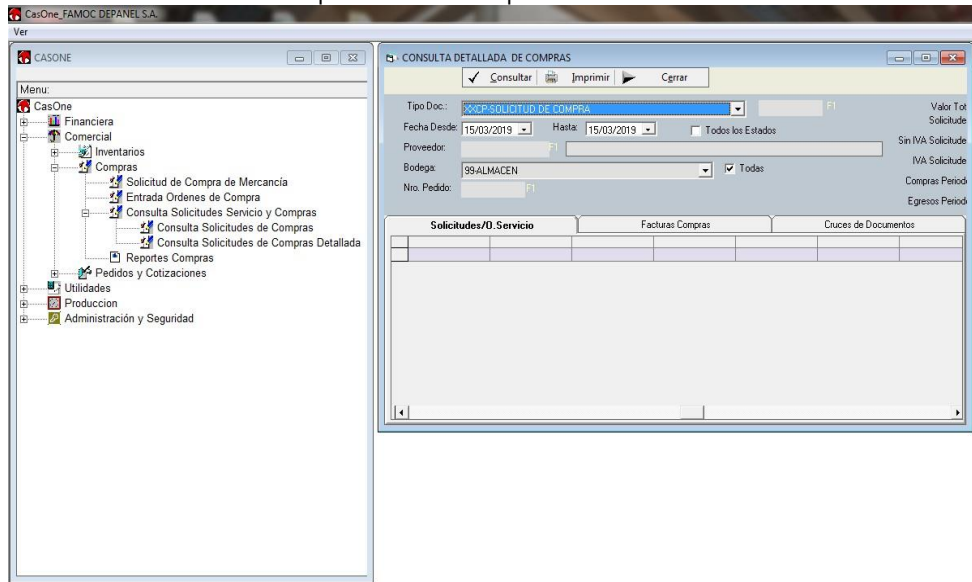 CasOne_FAMOC DEPANEL S.A.
Ver
CASONE
Menu:
CasOne
Financiera
Comercial
Inventarios
Compras
Solicitud de Compra de Mercancía
Entrada Ordenes de Compra
Consulta Solicitudes Servicio y Compras
Consulta Solicitudes de Compras
Consulta Solicitudes de Compras Detallada
Reportes Compras
Pedidos y Cotizaciones
Utilidades
Produccion
Administración y Seguridad
CONSULTA DETALLADA DE COMPRAS
Consultar Imprimir Cerrar
Tipo Doc.: XXCP-SOLICITUD DE COMPRA F1 Valor Tot
Solicitude
Fecha Desde: 15/03/2019 Hasta: 15/03/2019 Todos los Estados
Sin IVA Solicitude
Proveedor: F1
IVA Solicitude
Bodega: 99-ALMACEN Todas
Compras Period
Nro. Pedido: F1
Egresos Period
Solicitudes/O.Servicio Facturas Compras Cruces de Documentos